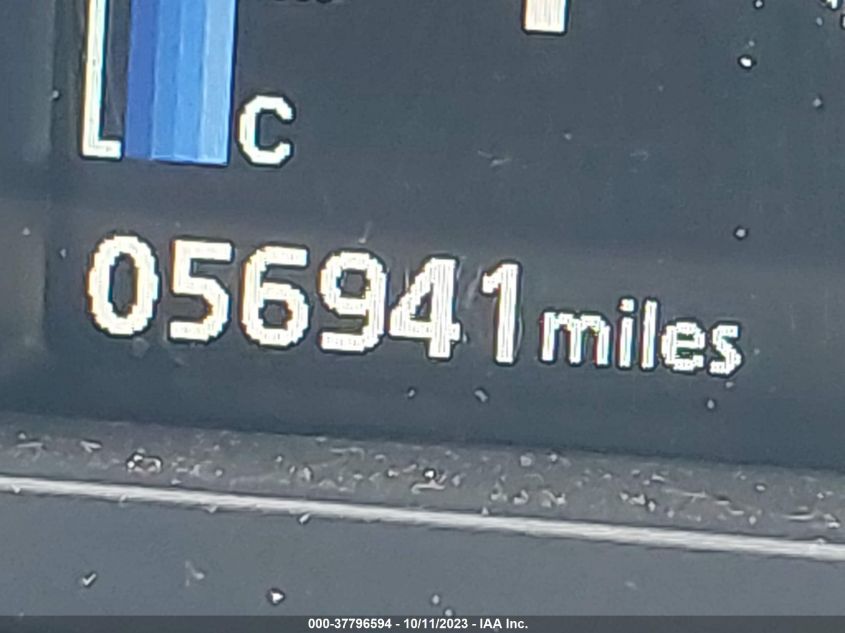 C
056941 miles
000-37796594 - 10/11/2023 - IAA Inc.